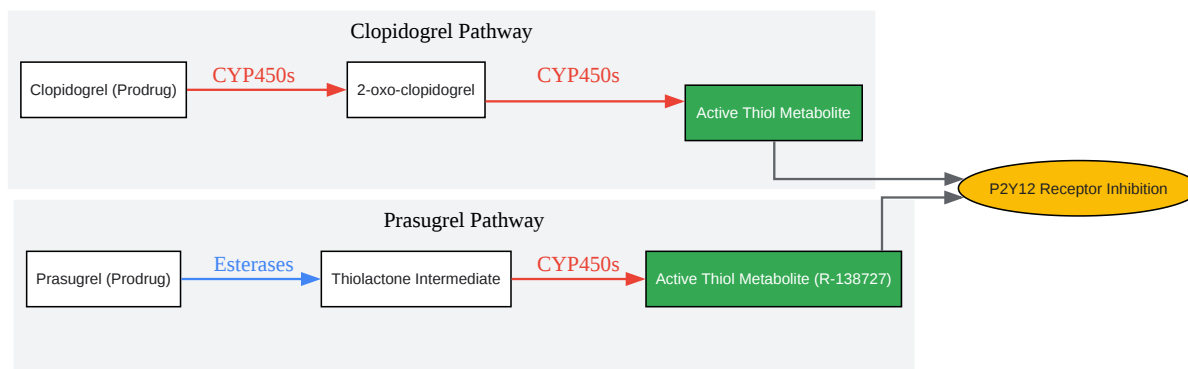 Clopidogrel Pathway
Clopidogrel (Prodrug)
CYP450s
2-oxo-clopidogrel
CYP450s
Active Thiol Metabolite
P2Y12 Receptor Inhibition
Prasugrel Pathway
Prasugrel (Prodrug)
Esterases
Thiolactone Intermediate
CYP450s
Active Thiol Metabolite (R-138727)